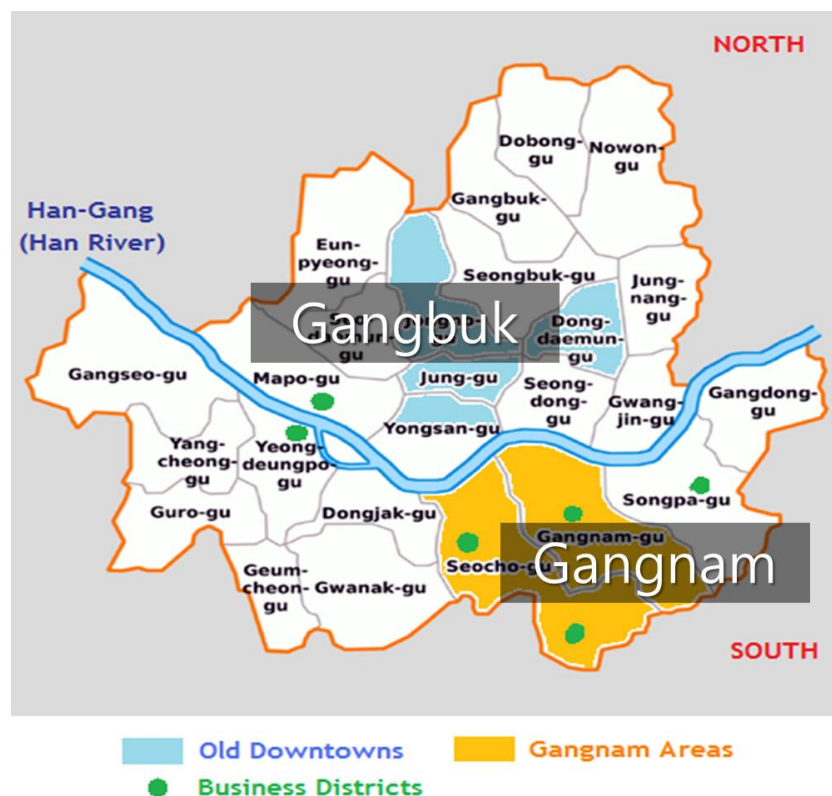 NORTH
Dobong-
gu
Nowon-
gu
Gangbuk-
gu
Han-Gang
(Han River)
Eun-
pyeong-
gu
Seongbuk-gu
Jung-
nang-
gu
Gangbuk
gu
Dong-
daemun-
gu
Gangseo-gu
Mapo-gu
Jung-gu
Seong-
dong-
gu
Gwang-
jin-gu
Gangdong-
gu
Yongsan-gu
Yang-
cheong-
gu
Yeong-
deungpo-
gu
Songpa-gu
Guro-gu
Dongjak-gu
Gangnam-gu
Seocho-gu
Gangnam
Geum-
cheon-
gu
Gwanak-gu
SOUTH
Old Downtowns
Gangnam Areas
Business Districts